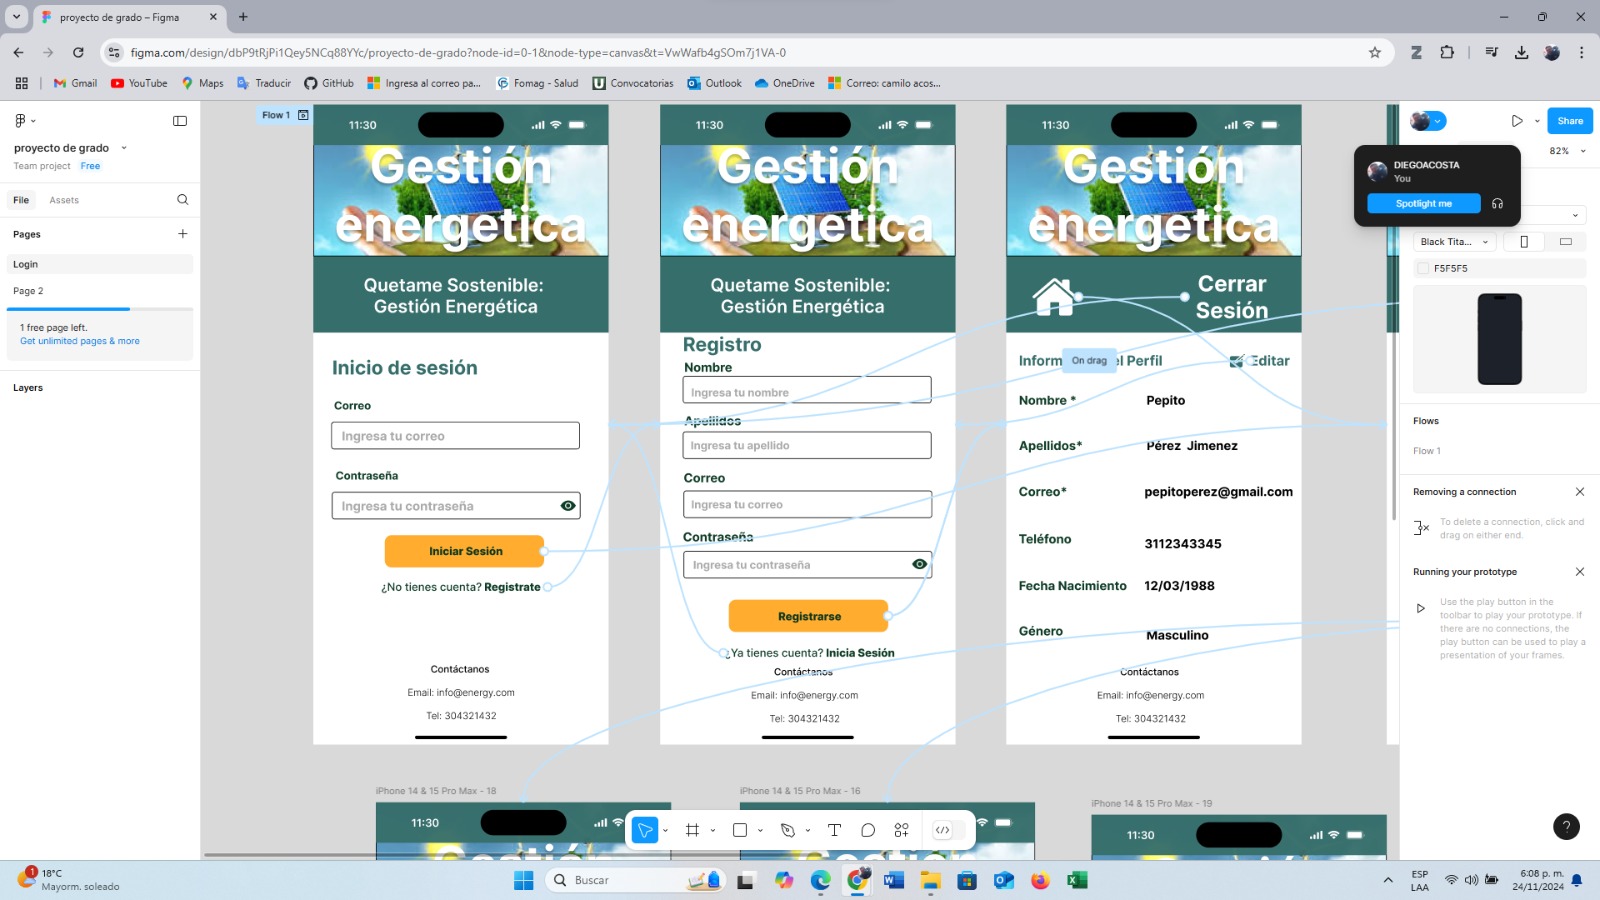 proyecto de grado – Figma
figma.com/design/dbP9tRjPi1Qey5NCq88YYc/proyecto-de-grado?node-id=0-1&node-type=canvas&t=VwWafb4gSOm7j1VA-0
Gmail
YouTube
Maps
Traducir
GitHub
Ingresa al correo pa...
Fomag - Salud
Convocatorias
Outlook
OneDrive
Correo: camilo acos...
proyecto de grado
Team project Free
File Assets
Pages
Login
Page 2
1 free page left.
Get unlimited pages & more
Layers
Flow 1
11:30
Gestión
energetica
Quetame Sostenible:
Gestión Energética
Inicio de sesión
Correo
Ingresa tu correo
Contraseña
Ingresa tu contraseña
Iniciar Sesión
¿No tienes cuenta? Registrate
Contáctanos
Email: info@energy.com
Tel: 304321432
11:30
Gestión
energetica
Quetame Sostenible:
Gestión Energética
Registro
Nombre
Ingresa tu nombre
Apellidos
Ingresa tu apellido
Correo
Ingresa tu correo
Contraseña
Ingresa tu contraseña
Registrarse
¿Ya tienes cuenta? Inicia Sesión
Contáctanos
Email: info@energy.com
Tel: 304321432
11:30
Gestión
energetica
Cerrar
Sesión
Inform On drag el Perfil
Editar
Nombre * Pepito
Apellidos* Pérez Jimenez
Correo* pepitoperez@gmail.com
Teléfono 3112343345
Fecha Nacimiento 12/03/1988
Género Masculino
Contáctanos
Email: info@energy.com
Tel: 304321432
iPhone 14 & 15 Pro Max - 18
11:30
iPhone 14 & 15 Pro Max - 16
iPhone 14 & 15 Pro Max - 19
11:30
Share
82%
DIEGOACOSTA
You
Spotlight me
Black Tita...
F5F5F5
Flows
Flow 1
Removing a connection
To delete a connection, click and
drag on either end.
Running your prototype
Use the play button in the
toolbar to play your prototype. if
there are no connections, the
play button can be used to play a
presentation of your frames.
?
1
18°C
Mayorm. soleado
Buscar
ESP
LAA
6:08 p. m.
24/11/2024